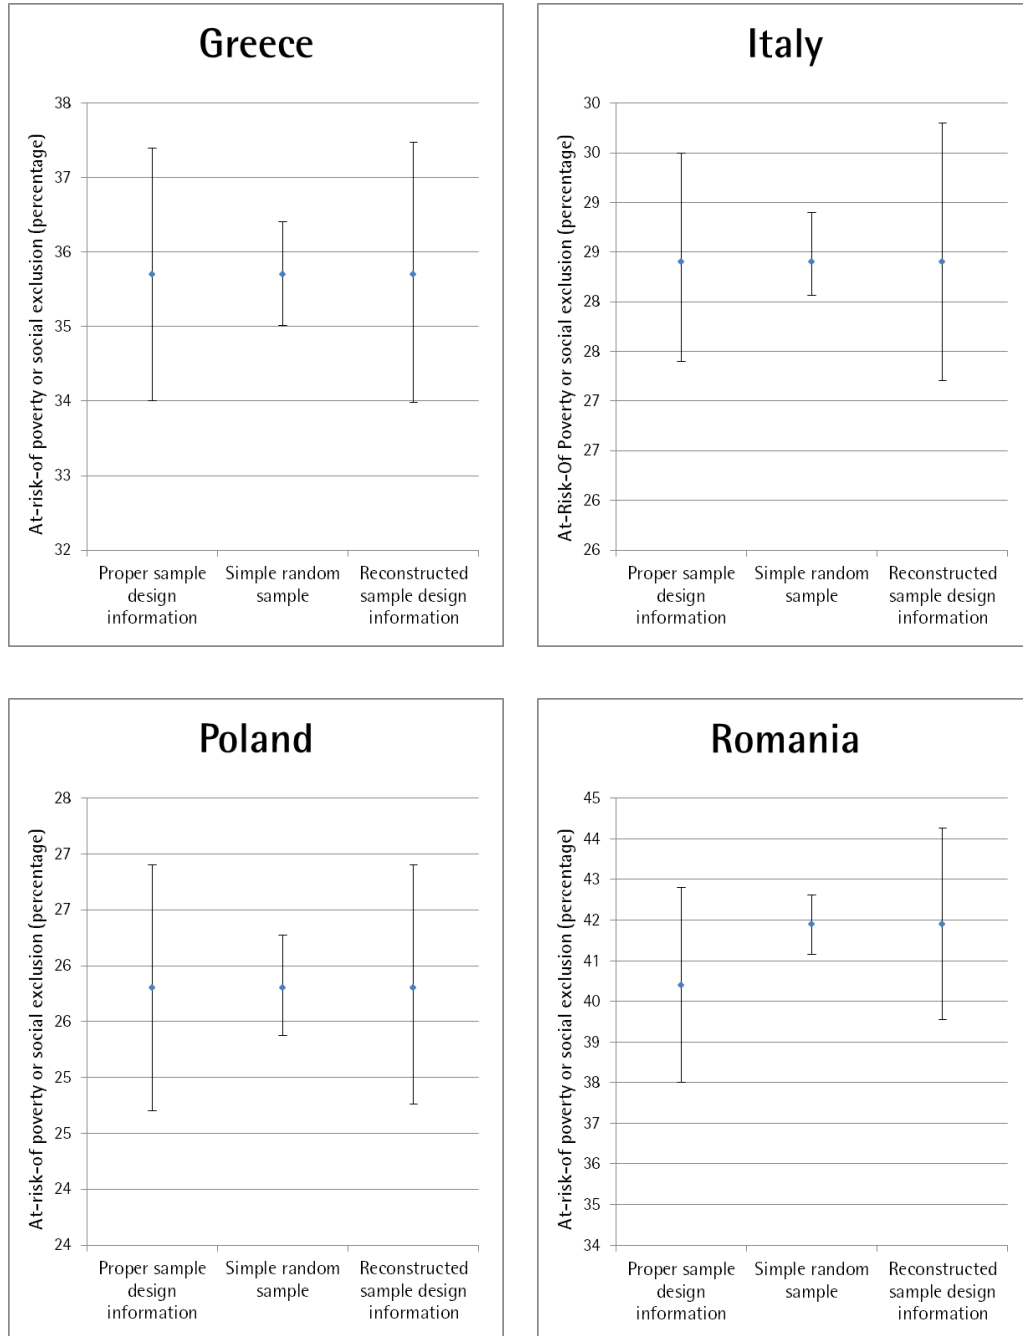 Greece
At-risk-of poverty or social exclusion (percentage)
38
37
36
35
34
33
32
Proper sample
design
information
Simple random
sample
Reconstructed
sample design
information
Italy
At-Risk-Of Poverty or social exclusion (percentage)
30
30
29
29
28
28
27
27
26
26
Proper sample
design
information
Simple random
sample
Reconstructed
sample design
information
Poland
At-risk-of poverty or social exclusion (percentage)
28
27
27
26
26
25
25
24
24
Proper sample
design
information
Simple random
sample
Reconstructed
sample design
information
Romania
At-risk-of poverty or social exclusion (percentage)
45
44
43
42
41
40
39
38
37
36
35
34
Proper sample
design
information
Simple random
sample
Reconstructed
sample design
information